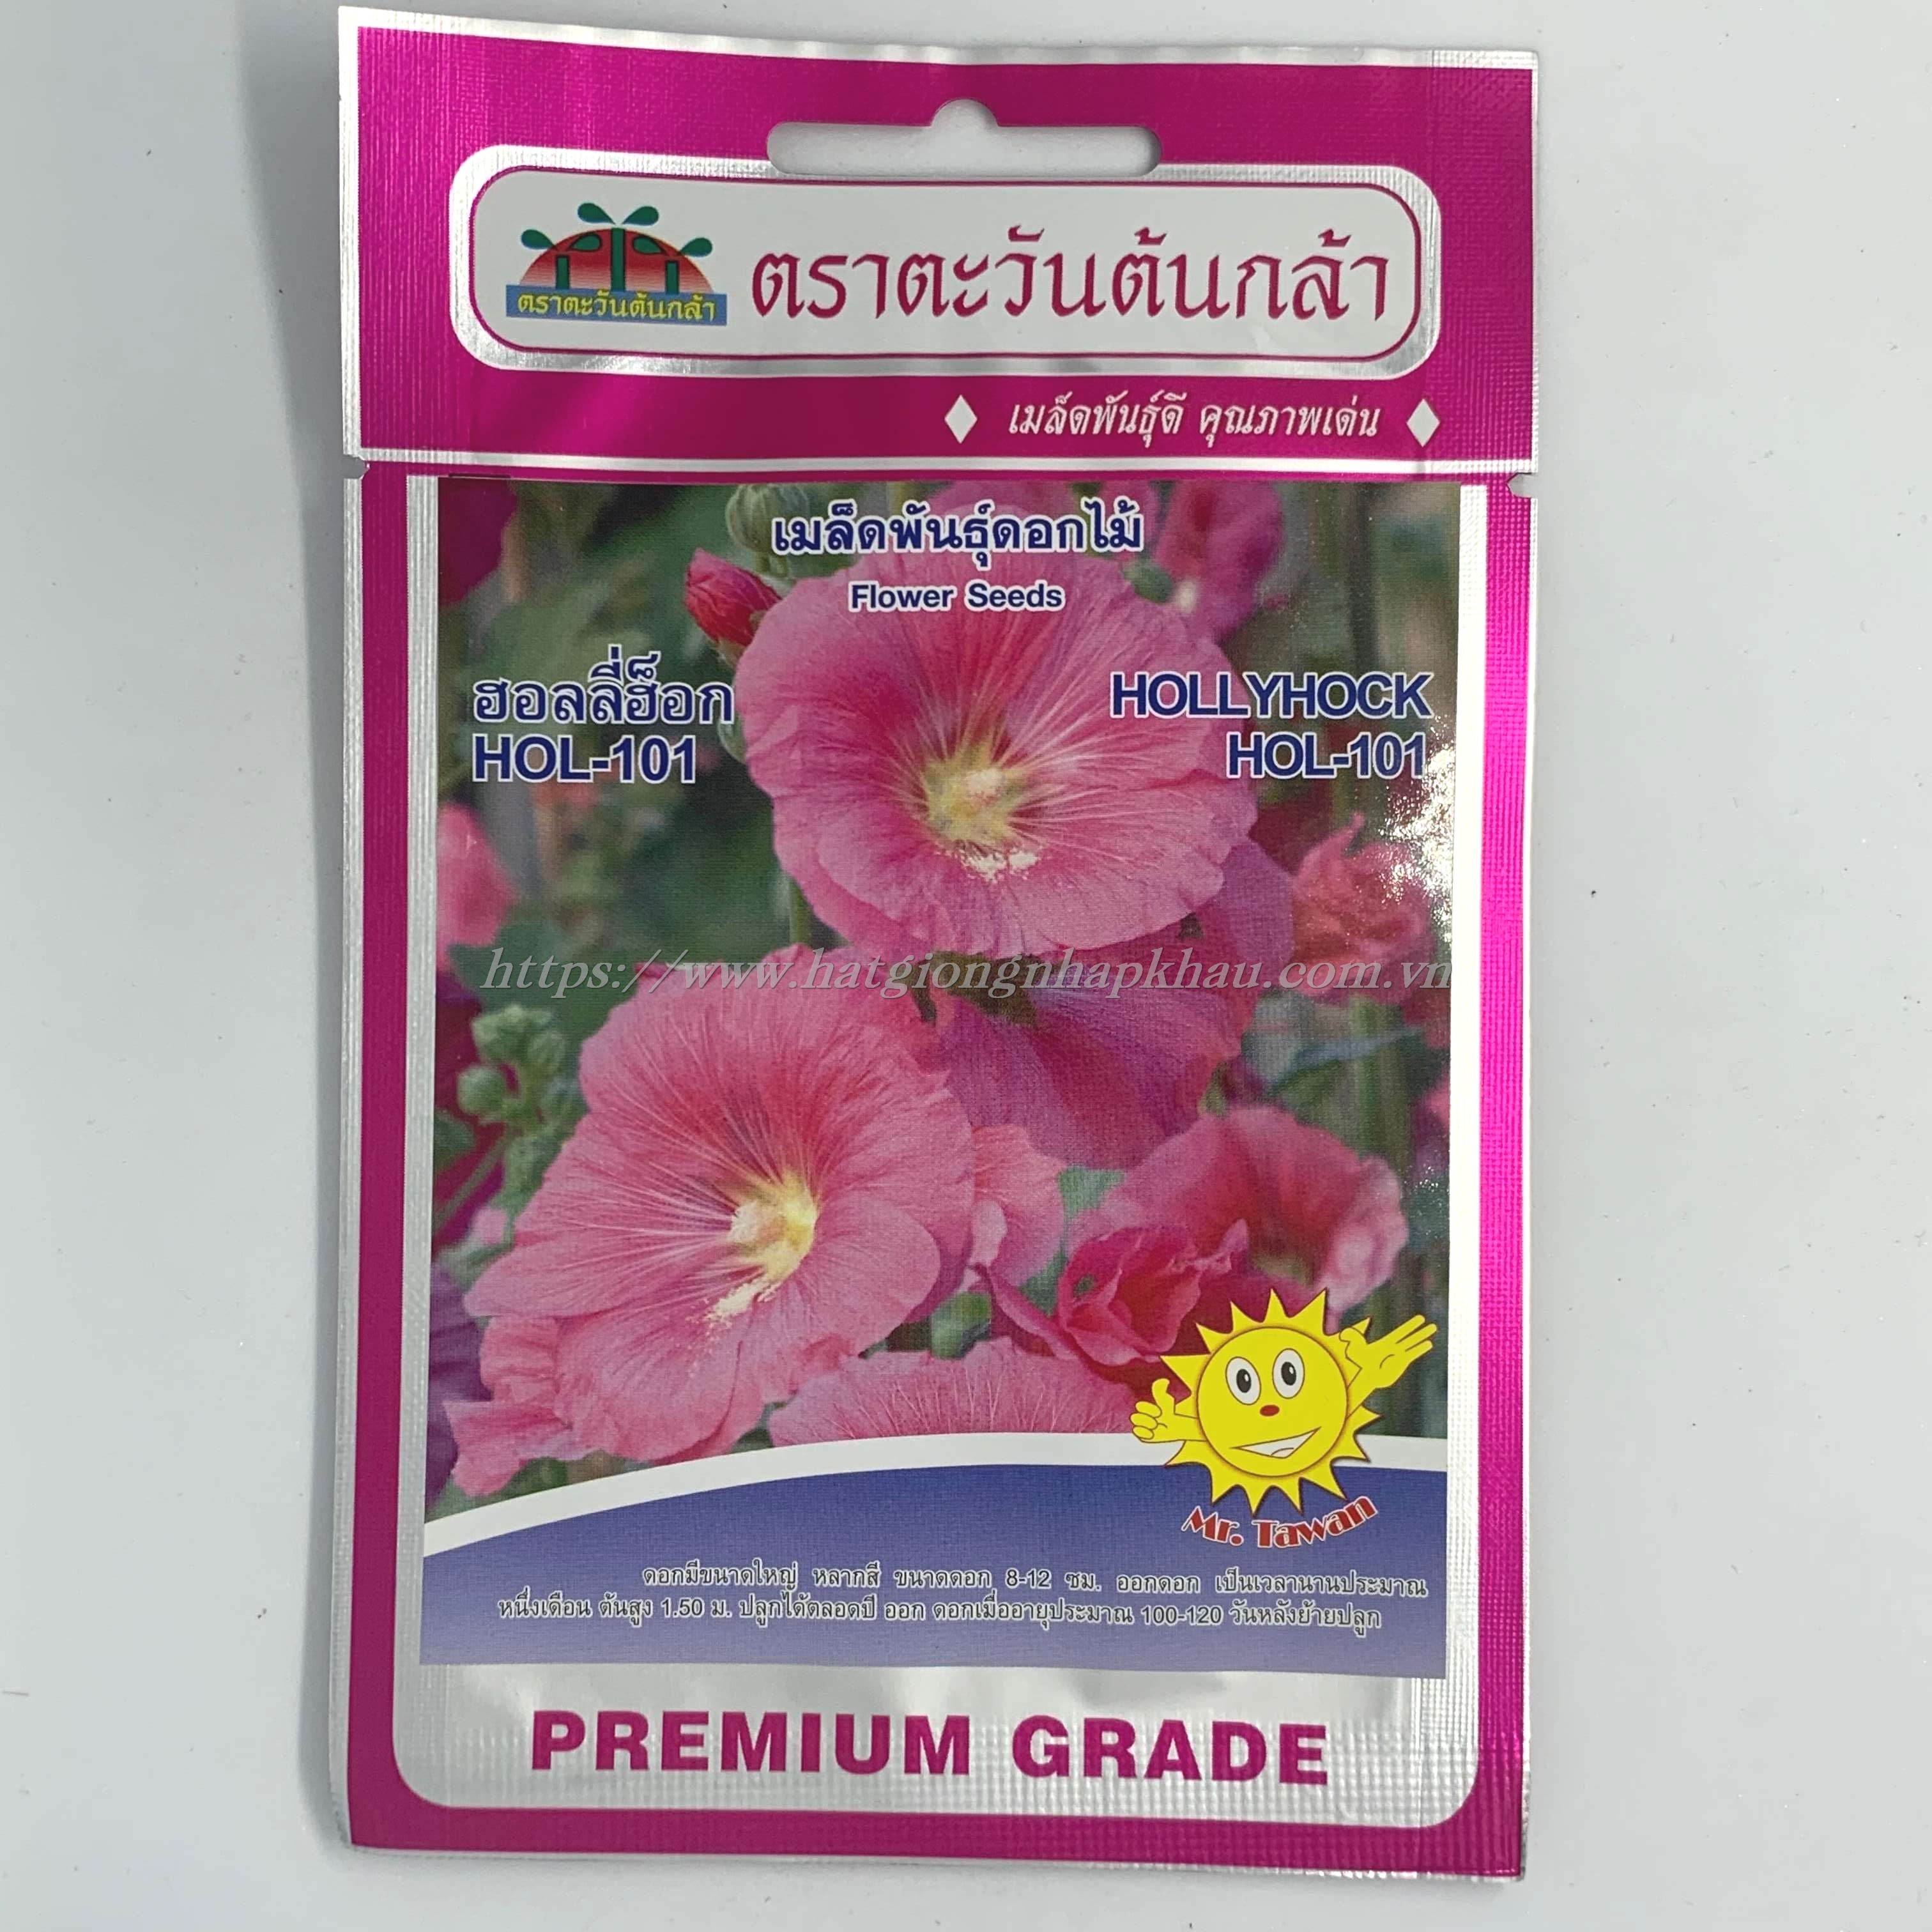 ตราตะวันต้นกล้า
ตราตะวันต้นกล้า
เมล็ดพันธุ์ดี คุณภาพเด่น
เมล็ดพันธุ์ดอกไม้
Flower Seeds
ฮอลลี่ฮ็อก
HOL-101
HOLLYHOCK
HOL-101
https://www.hatgiongnhapkhau.com.vn
Mr. Tawan
ดอกมีขนาดใหญ่ หลากสี ขนาดดอก 8-12 ซม. ออกดอก เป็นเวลานานประมาณ
หนึ่งเดือน ต้นสูง 1.50 ม. ปลูกได้ตลอดปี ออก ดอกเมื่ออายุประมาณ 100-120 วันหลังย้ายปลูก
PREMIUM GRADE